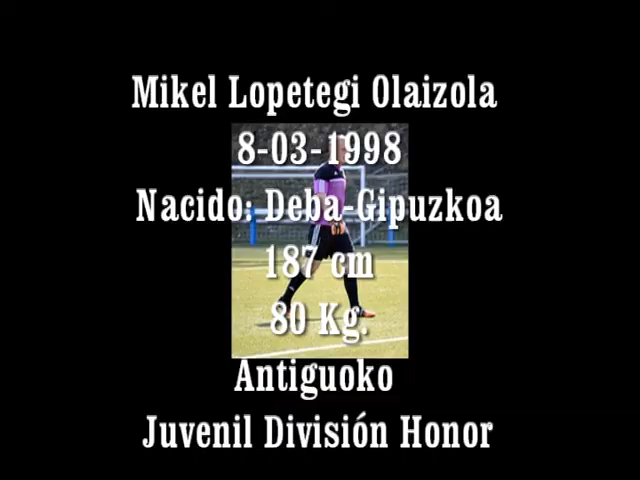 Mikel Lopetegi Olaizola
8-03-1998
Nacido: Deba-Gipuzkoa
187 cm
80 Kg.
Antiguoko
Juvenil División Honor